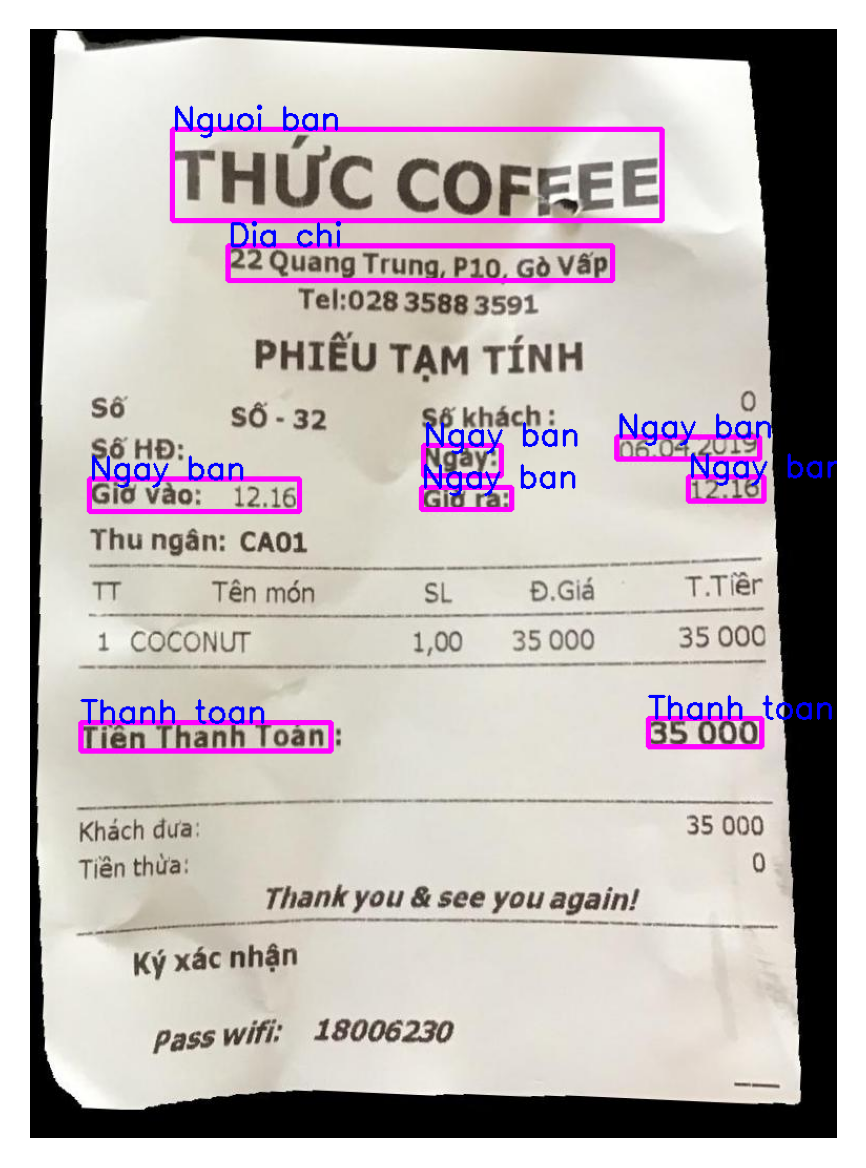 Nguoi ban
THỨC COFFEE
Dia chi
22 Quang Trung, P10, Gò Vấp
Tel:028 3588 3591
PHIẾU TẠM TÍNH
Số SỐ - 32 Số khách : 0
Ngay ban Ngay ban
Số HĐ: Ngày: 06.04.2019
Ngay ban Ngay ban Ngay ban
Giờ vào: 12.16 Giờ ra: 12.16
Thu ngân: CA01
TT Tên món SL Đ.Giá T.Tiền
1 COCONUT 1,00 35 000 35 000
Thanh toan Thanh toan
Tiền Thanh Toán : 35 000
Khách đưa: 35 000
Tiền thừa: 0
Thank you & see you again!
Ký xác nhận
Pass wifi: 18006230